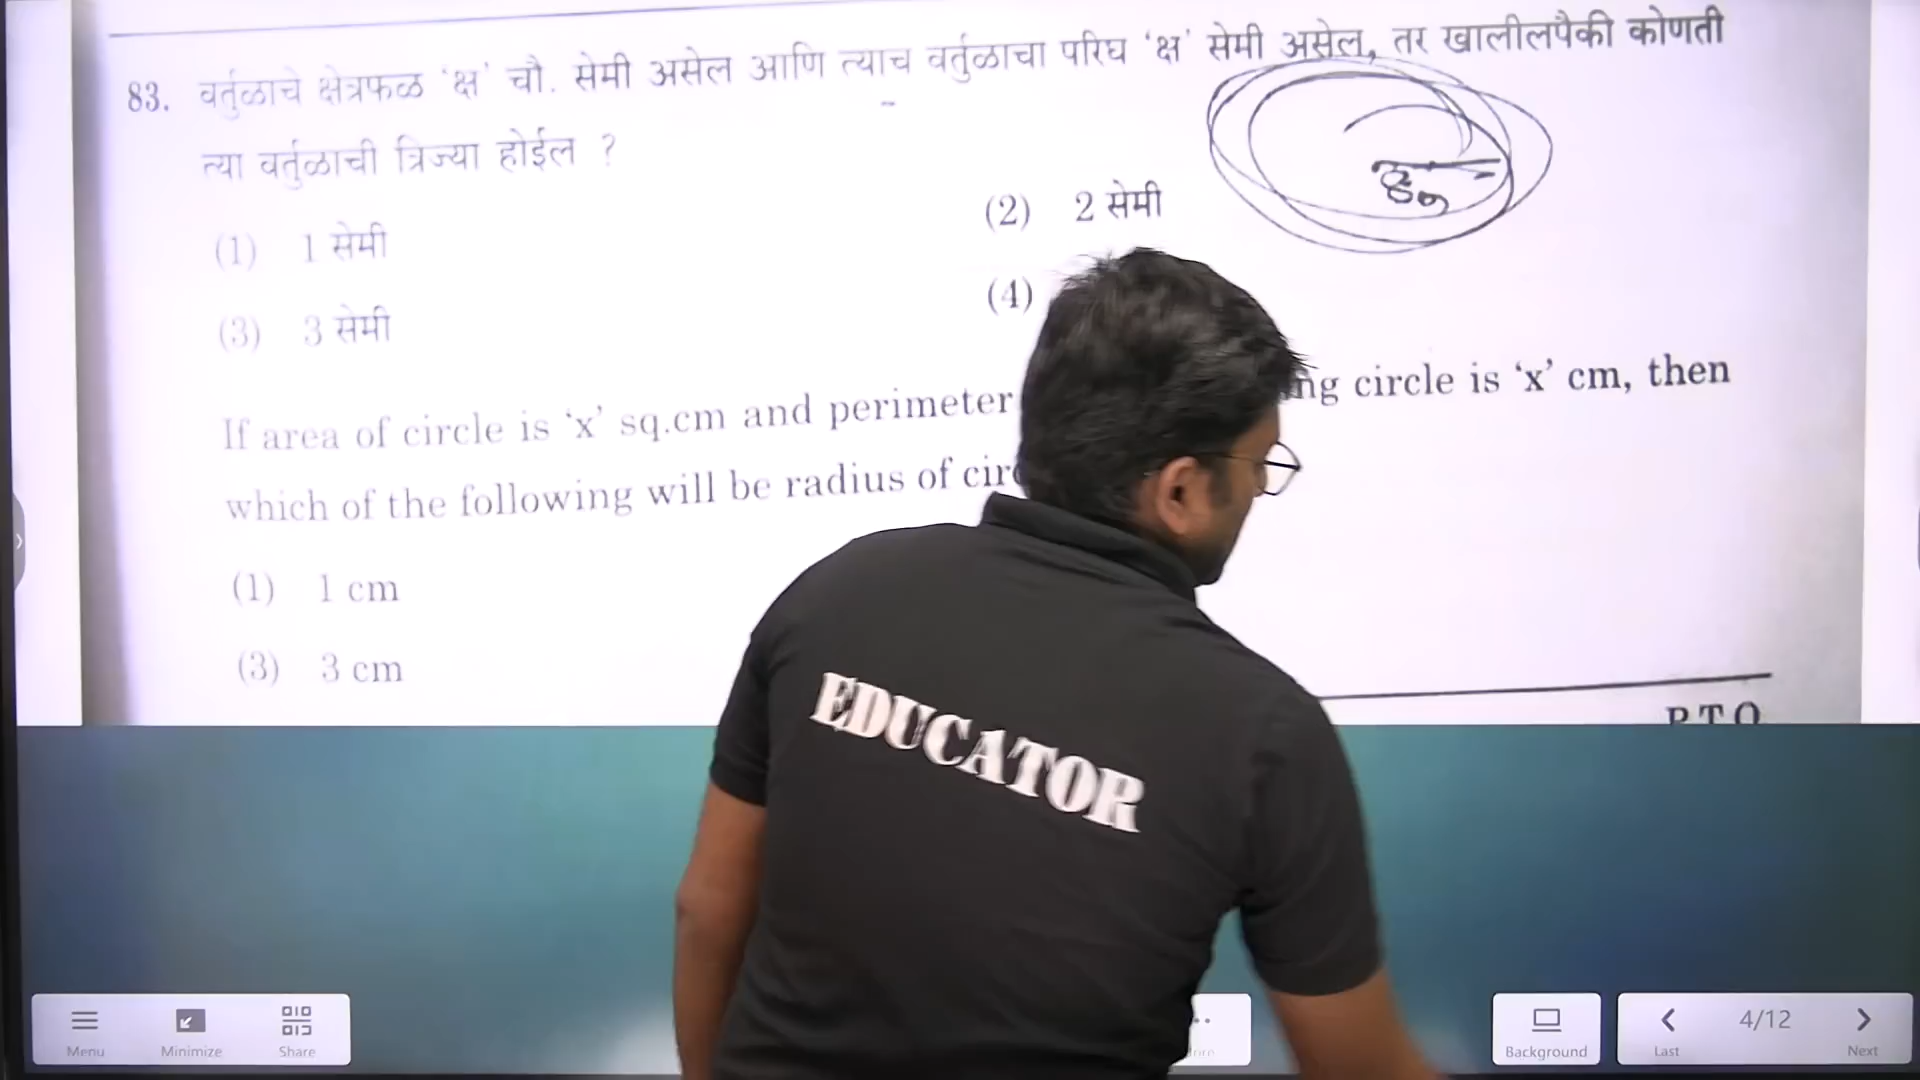 83. वर्तुळाचे क्षेत्रफळ 'क्ष' चौ. सेमी असेल आणि त्याच वर्तुळाचा परिघ 'क्ष' सेमी असेल, तर खालीलपैकी कोणती
त्या वर्तुळाची त्रिज्या होईल ?
(1) 1 सेमी
(2) 2 सेमी
(3) 3 सेमी
(4)
If area of circle is 'x' sq.cm and perimeter circle is 'x' cm, then
which of the following will be radius of
(1) 1 cm
(3) 3 cm
P.T.O
EDUCATOR
Menu
Minimize
Share
Background
Last
4/12
Next